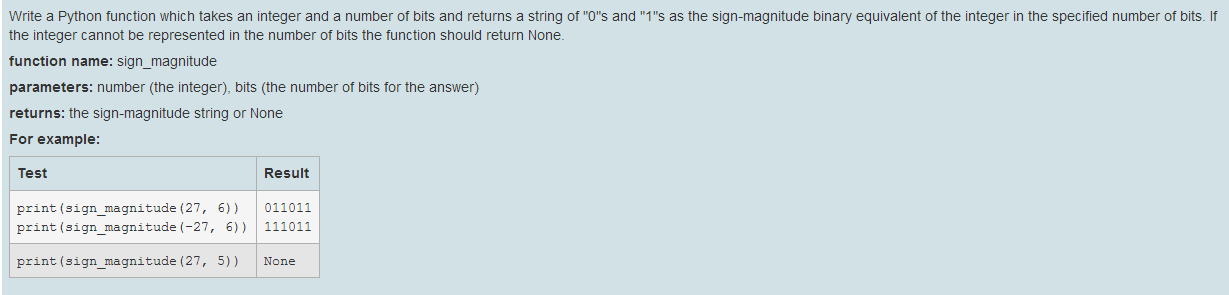 Write a Python function which takes an integer and a number of bits and returns a string of "0"s and "1"s as the sign-magnitude binary equivalent of the integer in the specified number of bits. If
the integer cannot be represented in the number of bits the function should return None.
function name: sign_magnitude
parameters: number (the integer), bits (the number of bits for the answer)
returns: the sign-magnitude string or None
For example:
Test Result
print(sign_magnitude(27, 6)) 011011
print(sign_magnitude(-27, 6)) 111011
print(sign_magnitude(27, 5)) None